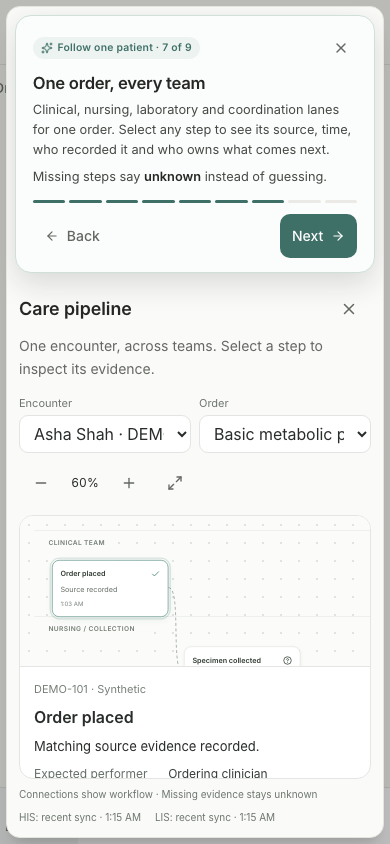 Follow one patient · 7 of 9
One order, every team
Clinical, nursing, laboratory and coordination lanes
for one order. Select any step to see its source, time,
who recorded it and who owns what comes next.
Missing steps say unknown instead of guessing.
Back
Next
Care pipeline
One encounter, across teams. Select a step to
inspect its evidence.
Encounter
Order
Asha Shah · DEM
Basic metabolic p
60%
CLINICAL TEAM
Order placed
Source recorded
1:03 AM
NURSING / COLLECTION
Specimen collected
DEMO-101 · Synthetic
Order placed
Matching source evidence recorded.
Expected performer Ordering clinician
Connections show workflow · Missing evidence stays unknown
HIS: recent sync · 1:15 AM LIS: recent sync · 1:15 AM